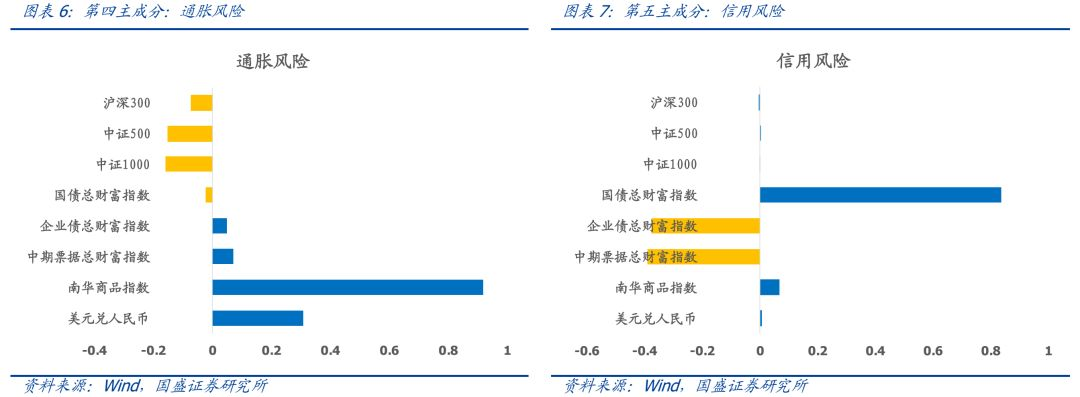 图表 6：第四主成分：通胀风险
通胀风险
沪深300
中证500
中证1000
国债总财富指数
企业债总财富指数
中期票据总财富指数
南华商品指数
美元兑人民币
-0.4 -0.2 0 0.2 0.4 0.6 0.8 1
资料来源：Wind，国盛证券研究所
图表 7：第五主成分：信用风险
信用风险
沪深300
中证500
中证1000
国债总财富指数
企业债总财富指数
中期票据总财富指数
南华商品指数
美元兑人民币
-0.6 -0.4 -0.2 0 0.2 0.4 0.6 0.8 1
资料来源：Wind，国盛证券研究所